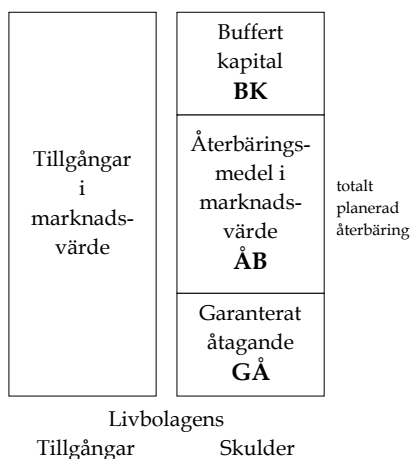 Tillgångar
i
marknads-
värde
Buffert
kapital
BK
Återbärings-
medel i
marknads-
värde
ÅB
Garanterat
åtagande
GÅ
totalt
planerad
återbäring
Livbolagens
Tillgångar Skulder